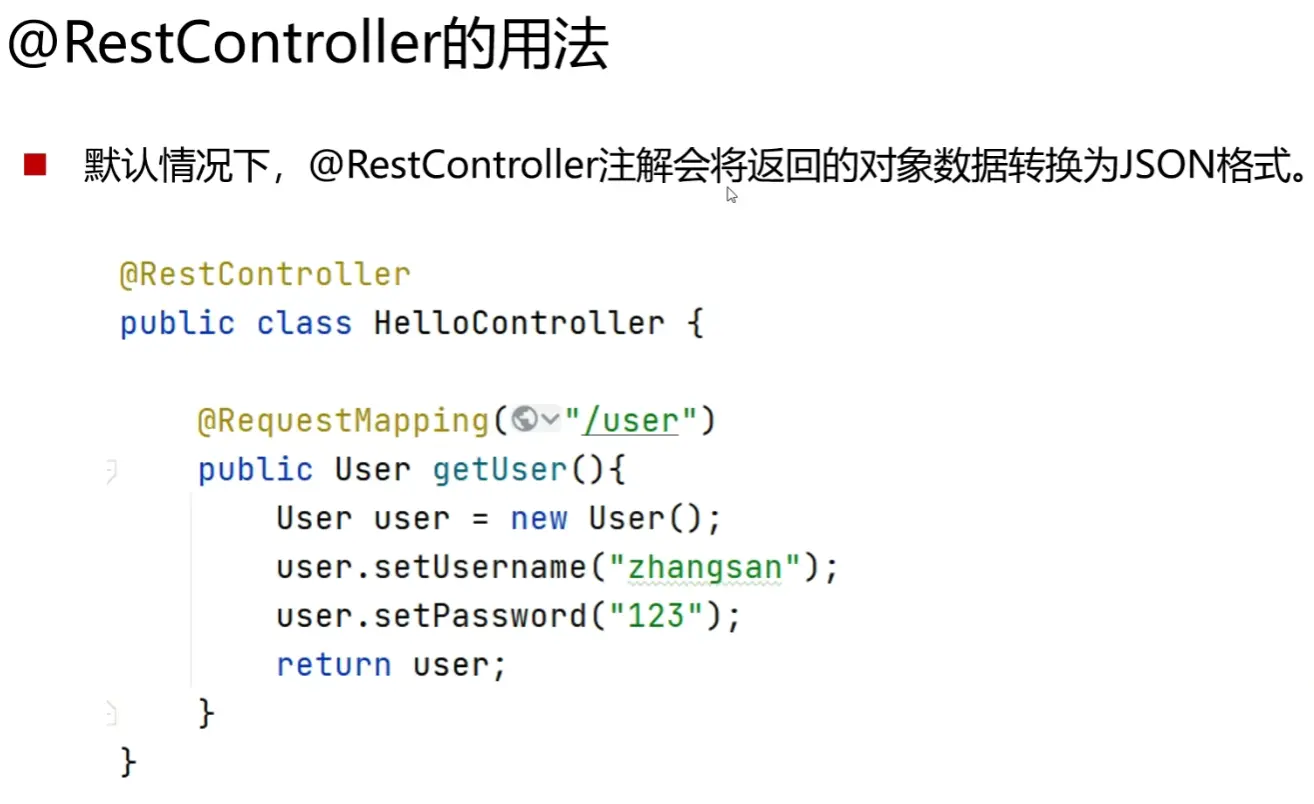 @RestController的用法
默认情况下，@RestController注解会将返回的对象数据转换为JSON格式。
@RestController
public class HelloController {
@RequestMapping("/user")
public User getUser(){
User user = new User();
user.setUsername("zhangsan");
user.setPassword("123");
return user;
}
}